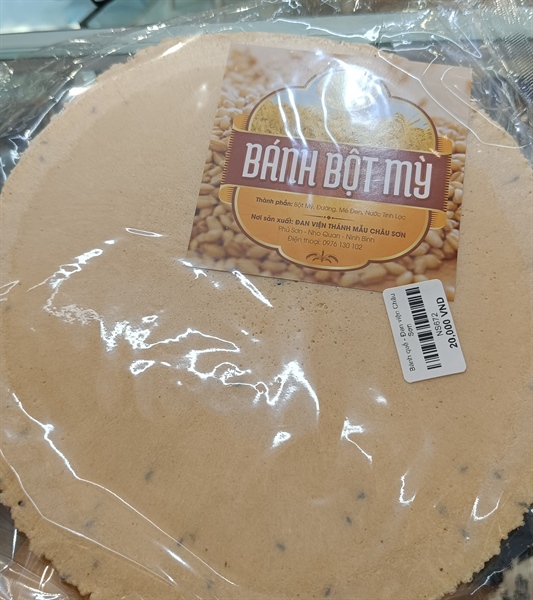 BÁNH BỘT MỲ
Thành phần: Bột Mỳ, Đường, Mè Đen, Nước Tinh Lọc
Nơi sản xuất: ĐAN VIỆN THÁNH MẪU CHÂU SƠN
Phú Sơn - Nho Quan - Ninh Bình
Điện thoại: 0976 130 102
Bánh quế - Đan viện Châu
Sơn
NS672
20,000 VND